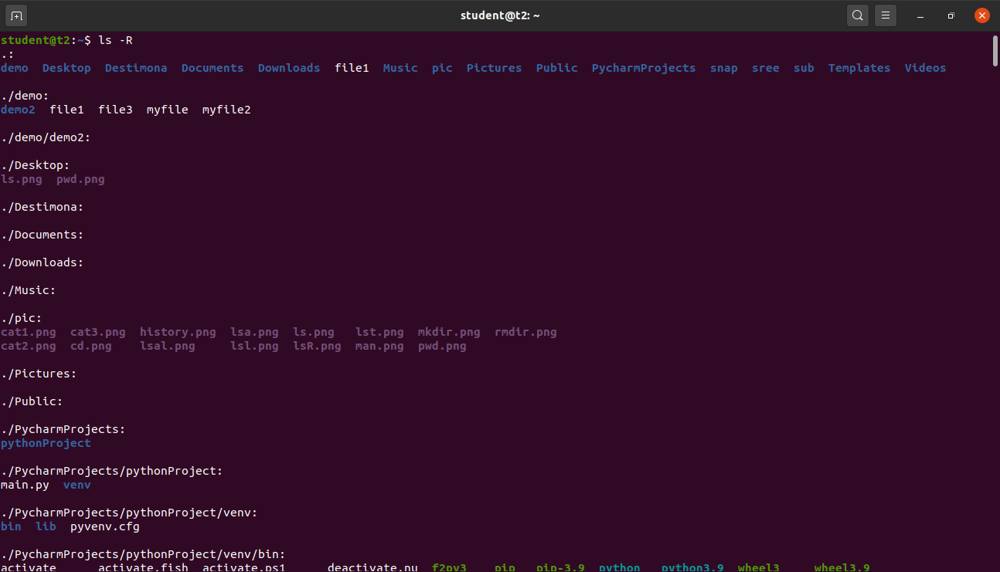 student@t2: ~
student@t2:~$ ls -R
.:
demo  Desktop  Destimona  Documents  Downloads  file1  Music  pic  Pictures  Public  PycharmProjects  snap  sree  sub  Templates  Videos
./demo:
demo2  file1  file3  myfile  myfile2
./demo/demo2:
./Desktop:
ls.png  pwd.png
./Destimona:
./Documents:
./Downloads:
./Music:
./pic:
cat1.png  cat3.png  history.png  lsa.png  ls.png   lst.png  mkdir.png  rmdir.png
cat2.png  cd.png    lsal.png     lsl.png  lsR.png  man.png  pwd.png
./Pictures:
./Public:
./PycharmProjects:
pythonProject
./PycharmProjects/pythonProject:
main.py  venv
./PycharmProjects/pythonProject/venv:
bin  lib  pyvenv.cfg
./PycharmProjects/pythonProject/venv/bin:
activate      activate.fish  activate.ps1      deactivate.nu  f2py3    pip   pip-3.9  python   python3.9  wheel3     wheel3.9